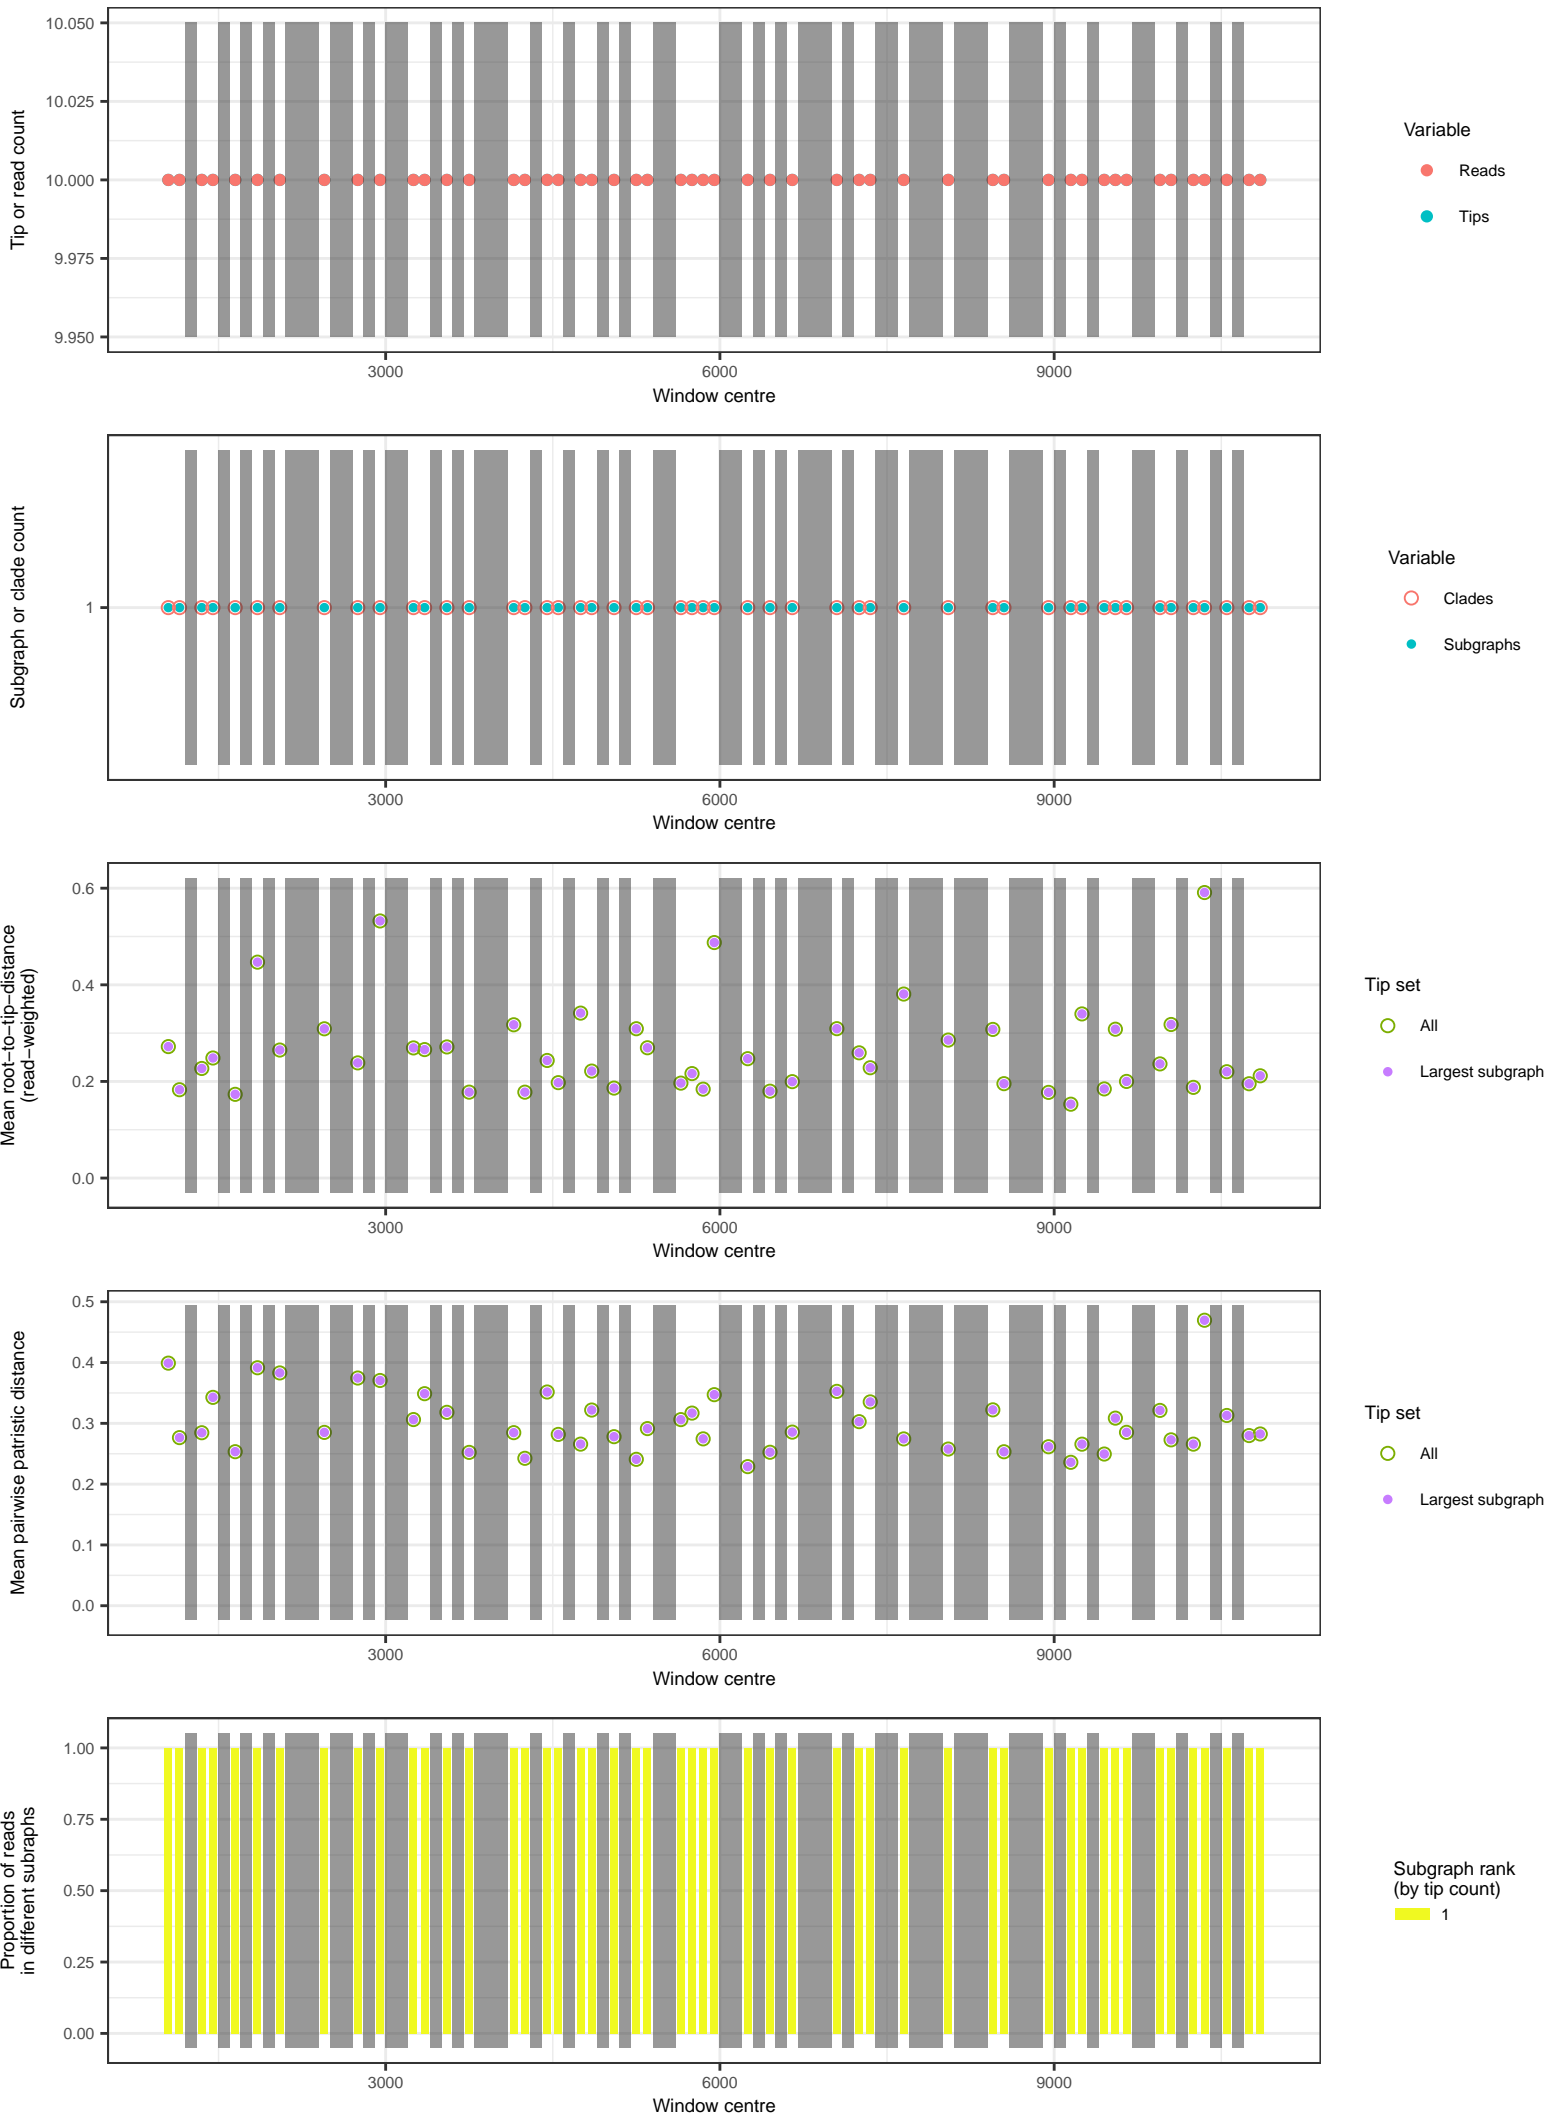 10.050
10.025
10.000
9.975
9.950
Tip or read count
3000
6000
9000
Window centre
Variable
Reads
Tips
1
Subgraph or clade count
3000
6000
9000
Window centre
Variable
Clades
Subgraphs
0.6
0.4
0.2
0.0
Mean root−to−tip−distance
(read−weighted)
3000
6000
9000
Window centre
Tip set
All
Largest subgraph
0.5
0.4
0.3
0.2
0.1
0.0
Mean pairwise patristic distance
3000
6000
9000
Window centre
Tip set
All
Largest subgraph
1.00
0.75
0.50
0.25
0.00
Proportion of reads
in different subraphs
3000
6000
9000
Window centre
Subgraph rank
(by tip count)
1